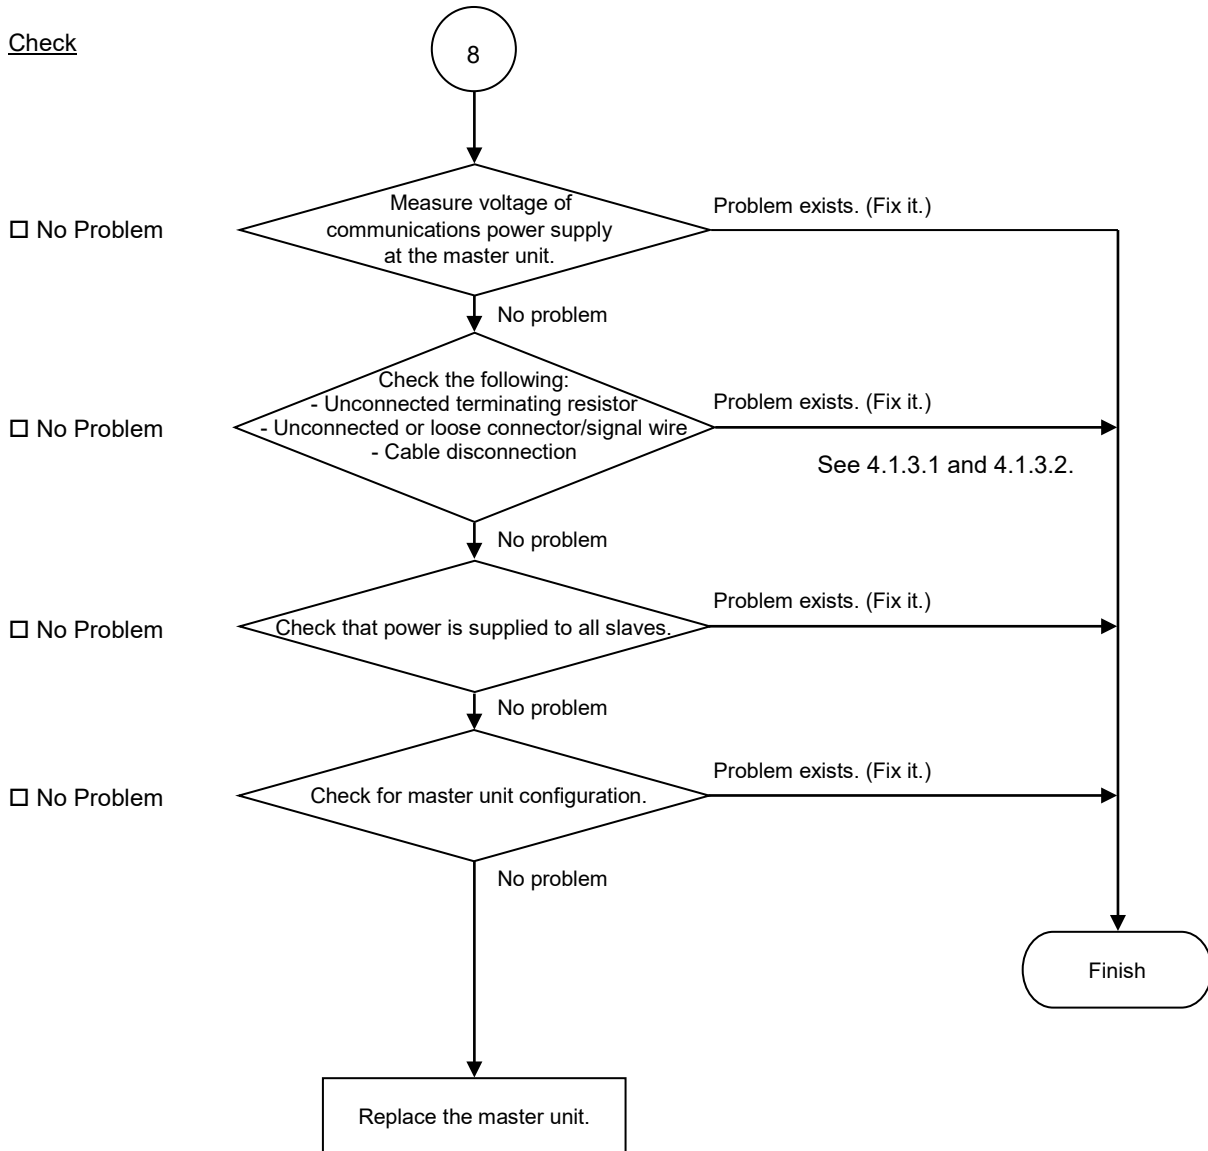 Check
8
Measure voltage of
communications power supply
at the master unit.
Problem exists. (Fix it.)
☐ No Problem
No problem
Check the following:
- Unconnected terminating resistor
- Unconnected or loose connector/signal wire
- Cable disconnection
Problem exists. (Fix it.)
☐ No Problem
See 4.1.3.1 and 4.1.3.2.
No problem
Check that power is supplied to all slaves.
Problem exists. (Fix it.)
☐ No Problem
No problem
Check for master unit configuration.
Problem exists. (Fix it.)
☐ No Problem
No problem
Finish
Replace the master unit.